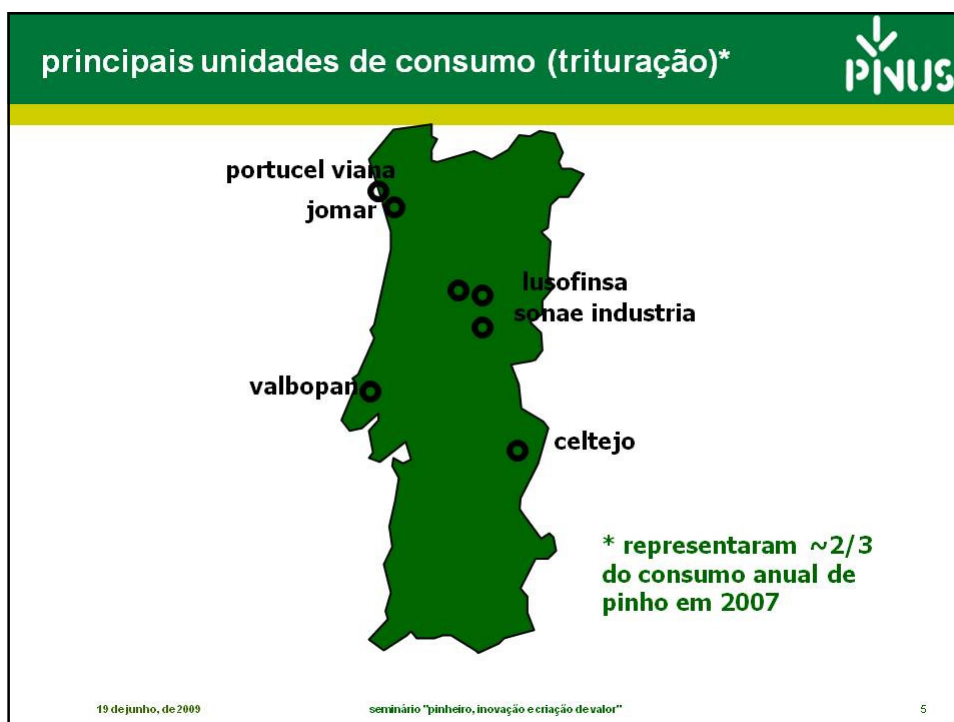 principais unidades de consumo (trituração)*
PINUS
portucel viana
jomar
lusofinsa
sonae industria
valbopan
celtejo
* representaram ~2/3
do consumo anual de
pinho em 2007
19 de junho, de 2009
seminário "pinheiro, inovação e criação de valor"
5